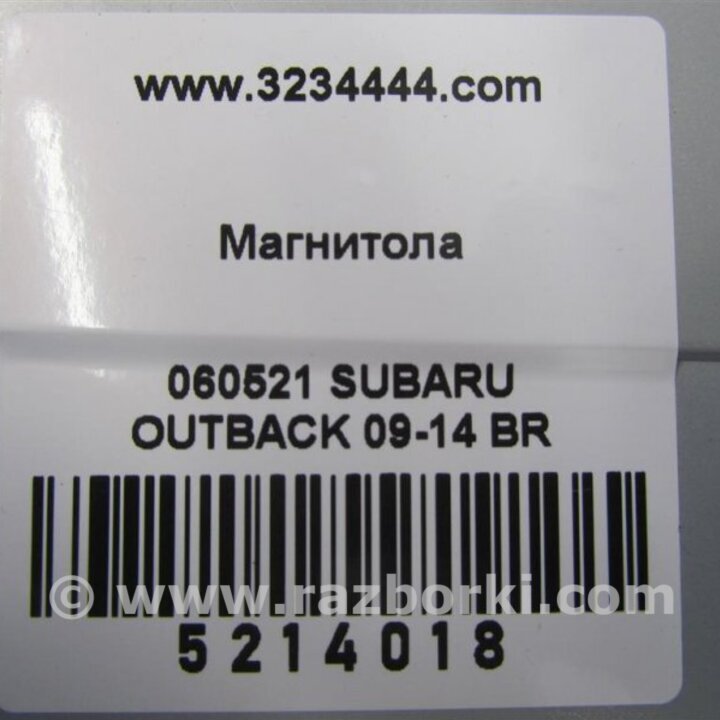 www.3234444.com
Магнитола
060521 SUBARU
OUTBACK 09-14 BR
© www.razborki.com
5214018